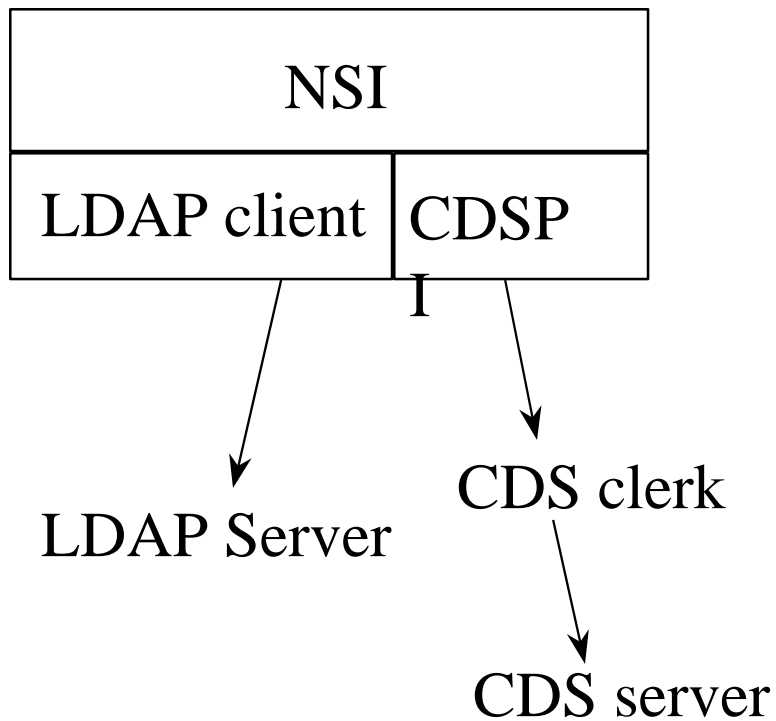 NSI
LDAP client
CDSP
I
CDS clerk
LDAP Server
CDS server